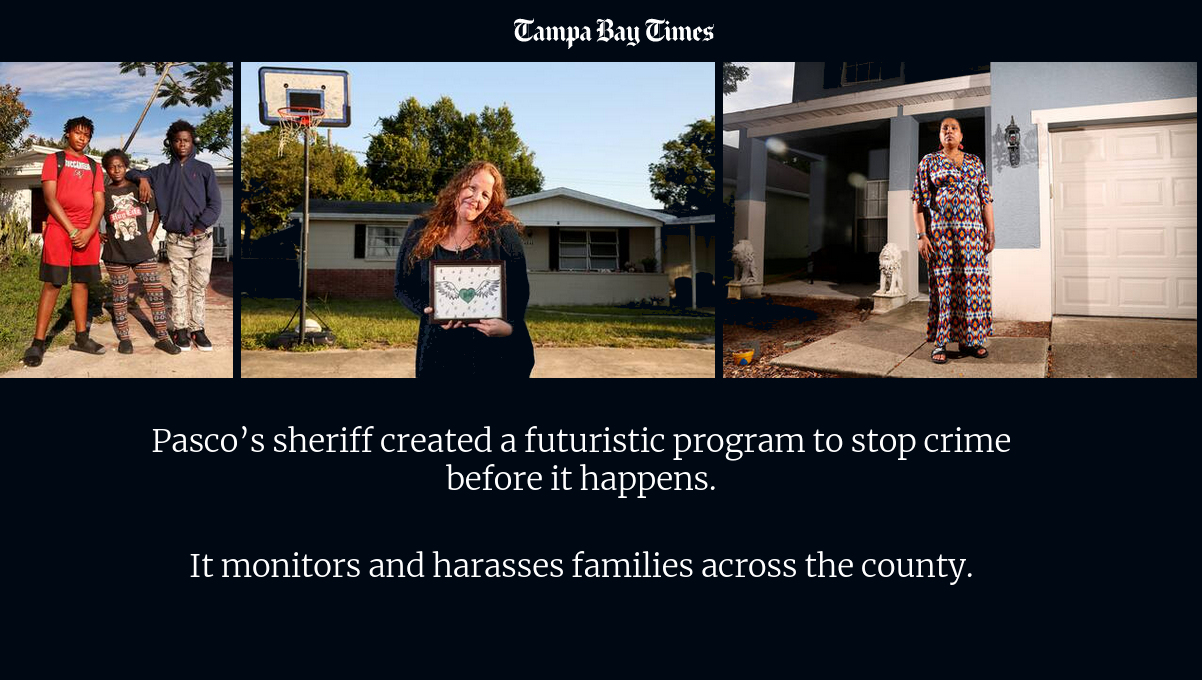 Tampa Bay Times
Pasco’s sheriff created a futuristic program to stop crime
before it happens.
It monitors and harasses families across the county.